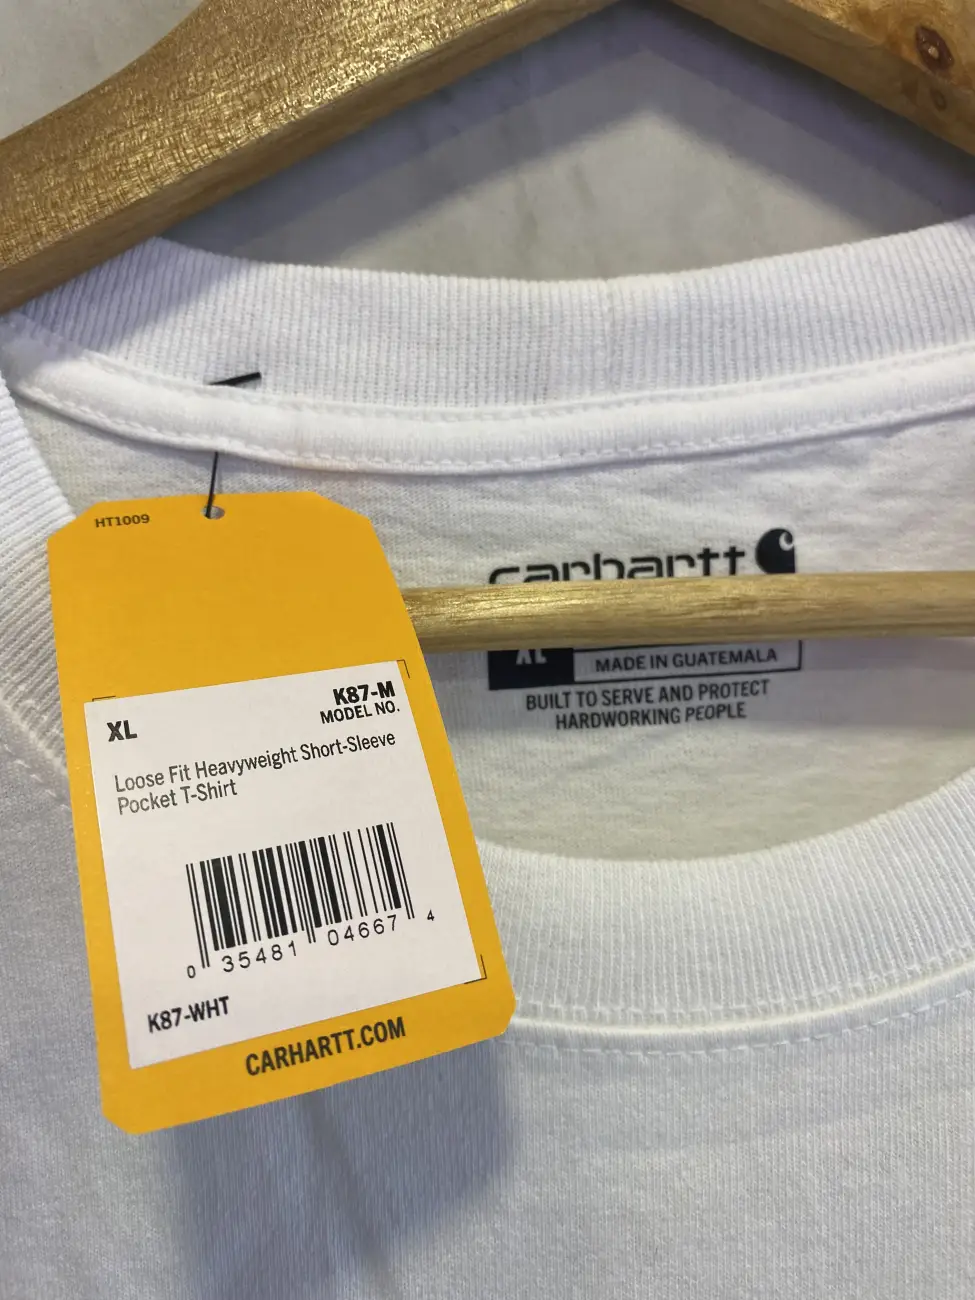 HT1009
XL
K87-M
MODEL NO.
Loose Fit Heavyweight Short-Sleeve
Pocket T-Shirt
0 35481 04667 4
K87-WHT
CARHARTT.COM
carhartt
XL
MADE IN GUATEMALA
BUILT TO SERVE AND PROTECT
HARDWORKING PEOPLE